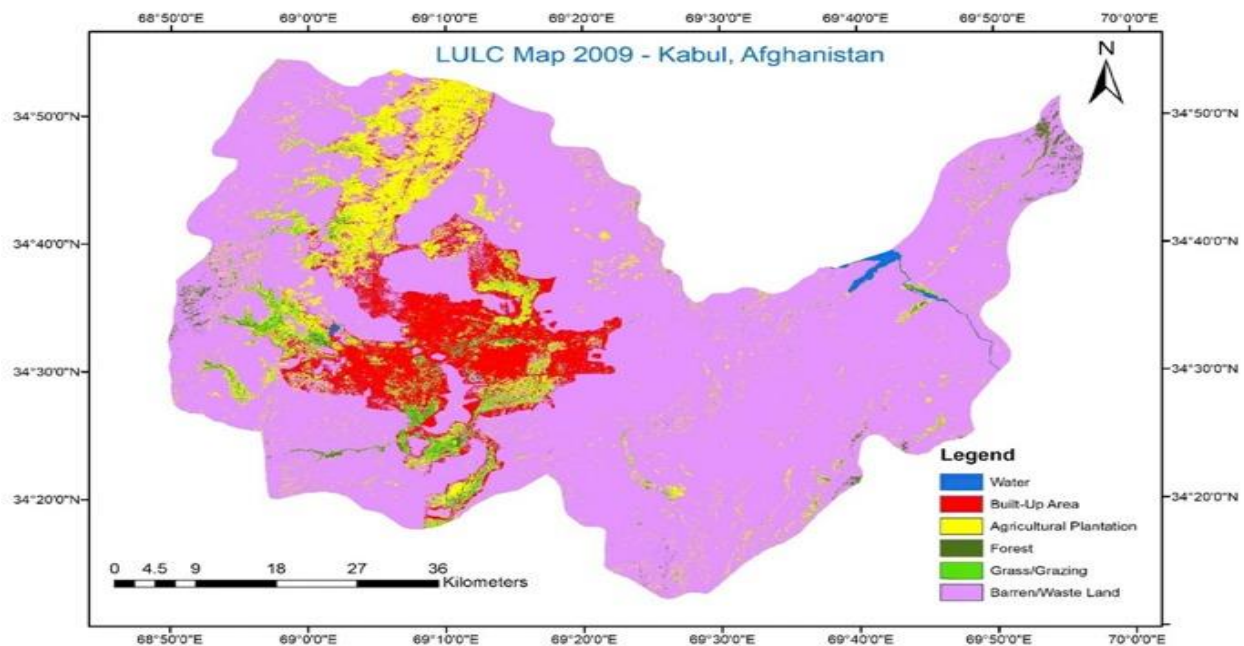 68°50'0"E 69°0'0"E 69°10'0"E 69°20'0"E 69°30'0"E 69°40'0"E 69°50'0"E 70°0'0"E
LULC Map 2009 - Kabul, Afghanistan
N
34°50'0"N 34°50'0"N
34°40'0"N 34°40'0"N
34°30'0"N 34°30'0"N
34°20'0"N 34°20'0"N
Legend
Water
Built-Up Area
Agricultural Plantation
Forest
Grass/Grazing
Barren/Waste Land
0 4.5 9 18 27 36
Kilometers
68°50'0"E 69°0'0"E 69°10'0"E 69°20'0"E 69°30'0"E 69°40'0"E 69°50'0"E 70°0'0"E